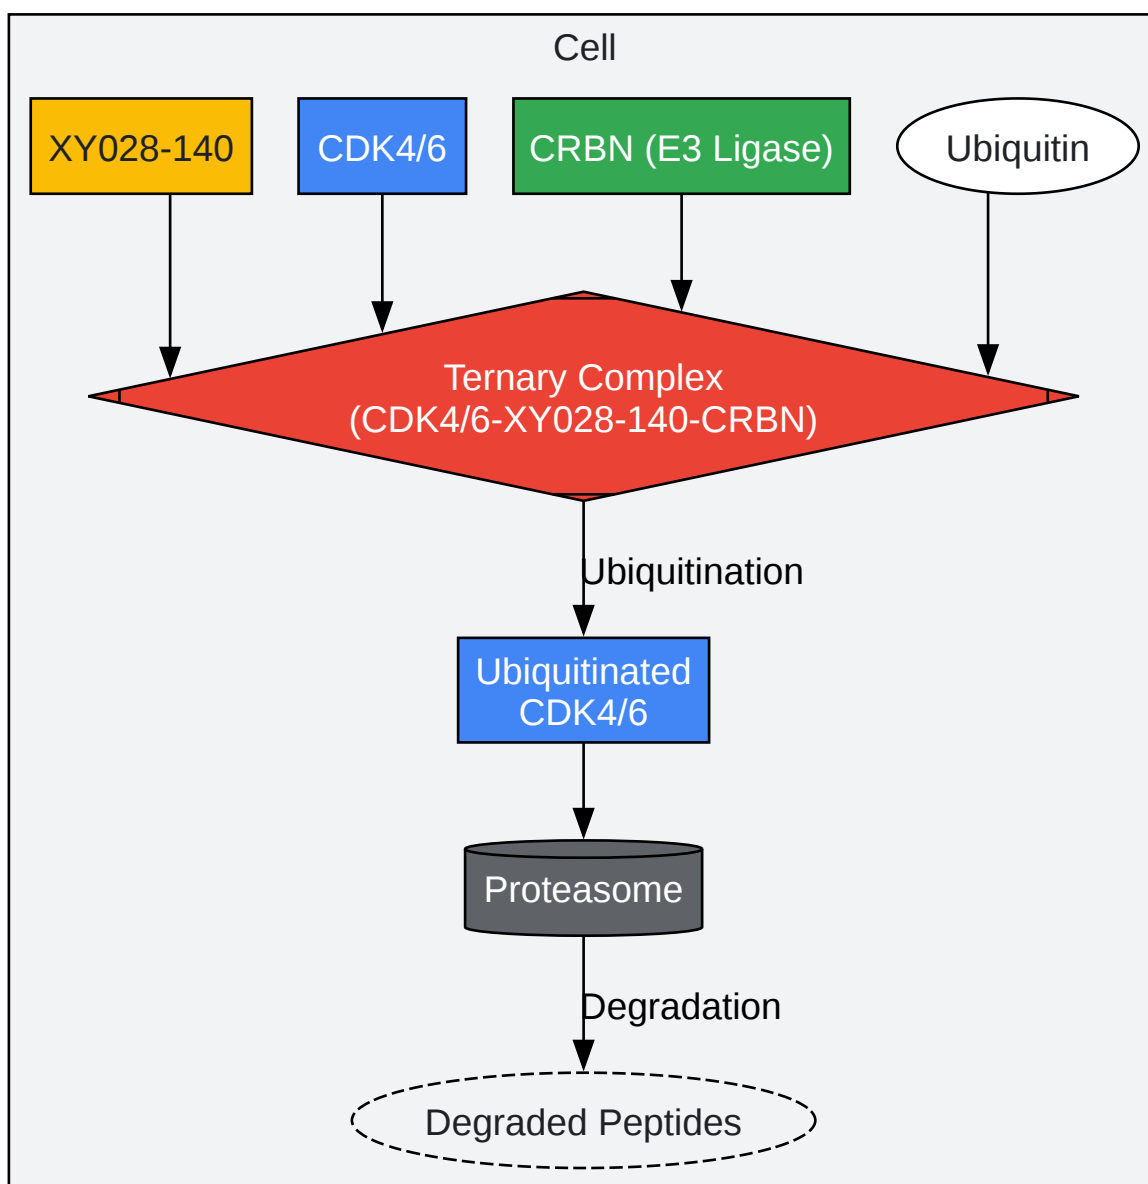 Cell
XY028-140
CDK4/6
CRBN (E3 Ligase)
Ubiquitin
Ternary Complex
(CDK4/6-XY028-140-CRBN)
Ubiquitination
Ubiquitinated
CDK4/6
Proteasome
Degradation
Degraded Peptides